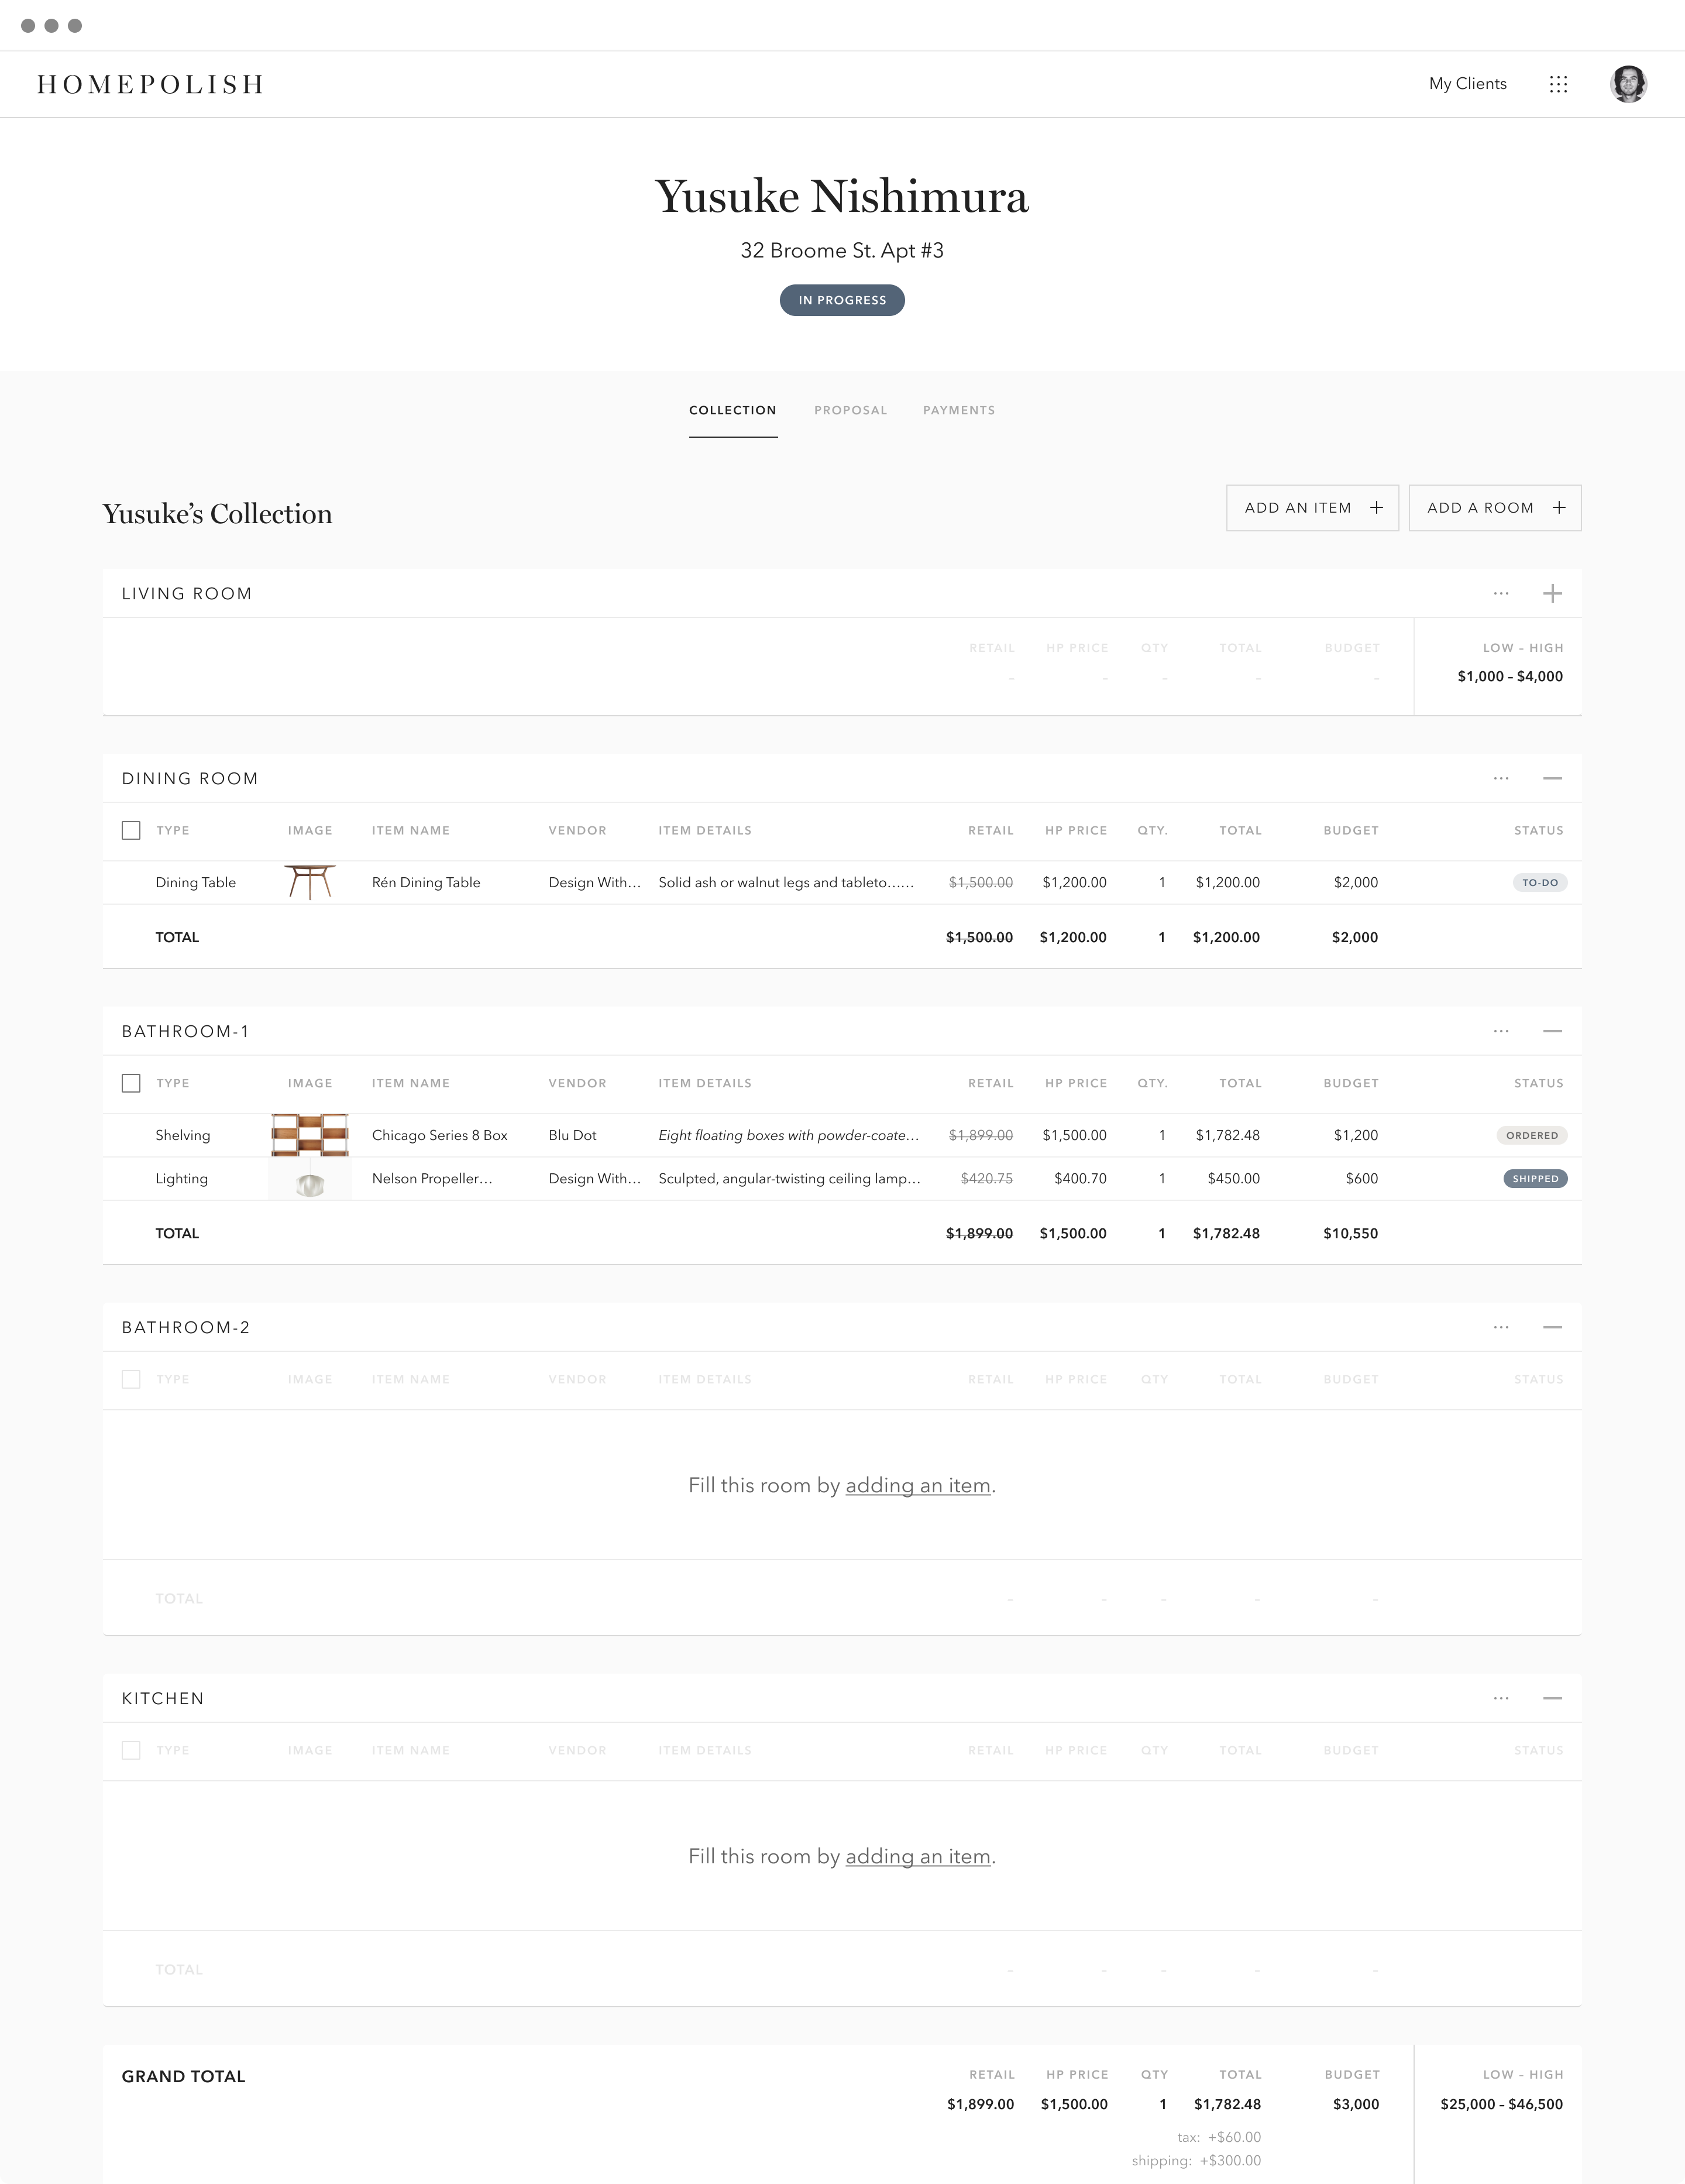 HOMEPOLISH My Clients
Yusuke Nishimura
32 Broome St. Apt #3
IN PROGRESS
COLLECTION PROPOSAL PAYMENTS
Yusuke’s Collection ADD AN ITEM + ADD A ROOM +
LIVING ROOM ... +
RETAIL HP PRICE QTY TOTAL BUDGET LOW – HIGH
– – – – – $1,000 – $4,000
DINING ROOM ... —
TYPE IMAGE ITEM NAME VENDOR ITEM DETAILS RETAIL HP PRICE QTY. TOTAL BUDGET STATUS
Dining Table Rén Dining Table Design With... Solid ash or walnut legs and tableto...... $1,500.00 $1,200.00 1 $1,200.00 $2,000 TO-DO
TOTAL $1,500.00 $1,200.00 1 $1,200.00 $2,000
BATHROOM-1 ... —
TYPE IMAGE ITEM NAME VENDOR ITEM DETAILS RETAIL HP PRICE QTY. TOTAL BUDGET STATUS
Shelving Chicago Series 8 Box Blu Dot Eight floating boxes with powder-coate... $1,899.00 $1,500.00 1 $1,782.48 $1,200 ORDERED
Lighting Nelson Propeller... Design With... Sculpted, angular-twisting ceiling lamp... $420.75 $400.70 1 $450.00 $600 SHIPPED
TOTAL $1,899.00 $1,500.00 1 $1,782.48 $10,550
BATHROOM-2 ... —
TYPE IMAGE ITEM NAME VENDOR ITEM DETAILS RETAIL HP PRICE QTY TOTAL BUDGET STATUS
Fill this room by adding an item.
TOTAL – – – – –
KITCHEN ... —
TYPE IMAGE ITEM NAME VENDOR ITEM DETAILS RETAIL HP PRICE QTY TOTAL BUDGET STATUS
Fill this room by adding an item.
TOTAL – – – – –
GRAND TOTAL RETAIL HP PRICE QTY TOTAL BUDGET LOW – HIGH
$1,899.00 $1,500.00 1 $1,782.48 $3,000 $25,000 – $46,500
tax: +$60.00
shipping: +$300.00